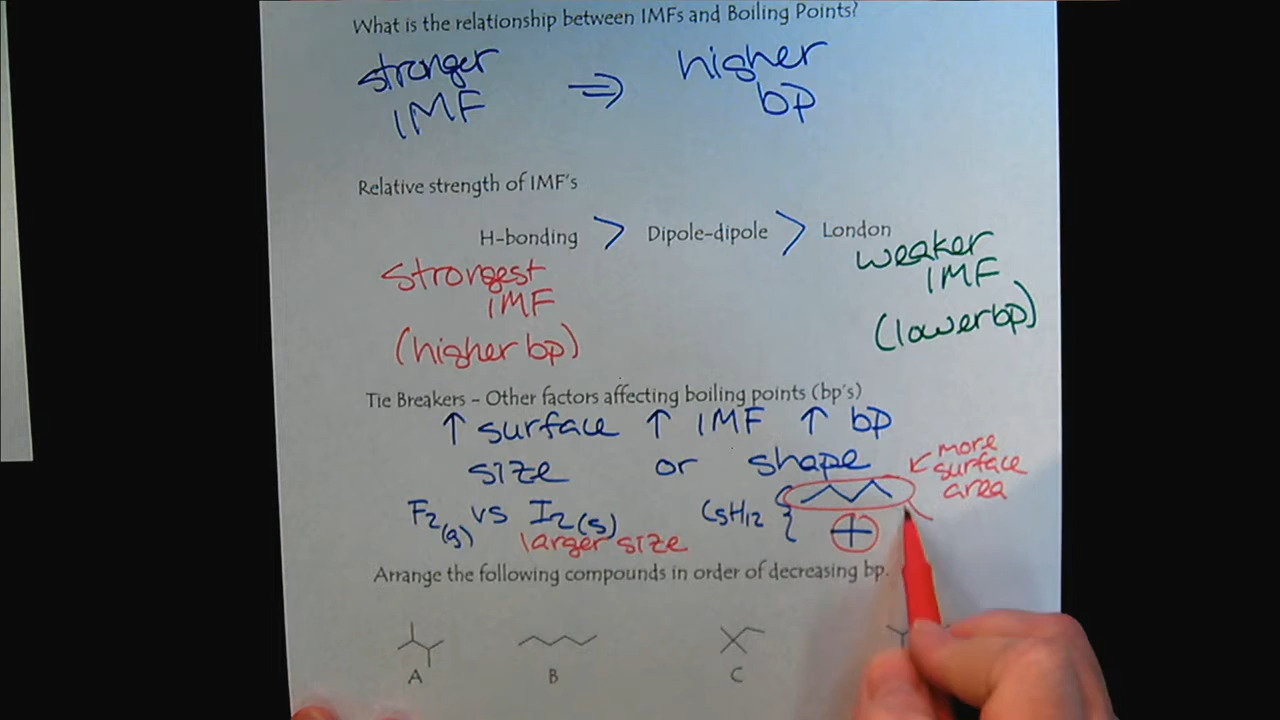 What is the relationship between IMFs and Boiling Points?
stronger ⇒ higher
IMF bp
Relative strength of IMF's
H-bonding > Dipole-dipole > London
strongest
IMF
(higher bp)
weaker
IMF
(lower bp)
Tie Breakers - Other factors affecting boiling points (bp's)
↑ surface ↑ IMF ↑ bp
size or shape
more
surface
area
F2(g) vs I2(s)
larger size
C5H12 {
Arrange the following compounds in order of decreasing bp.
A B C